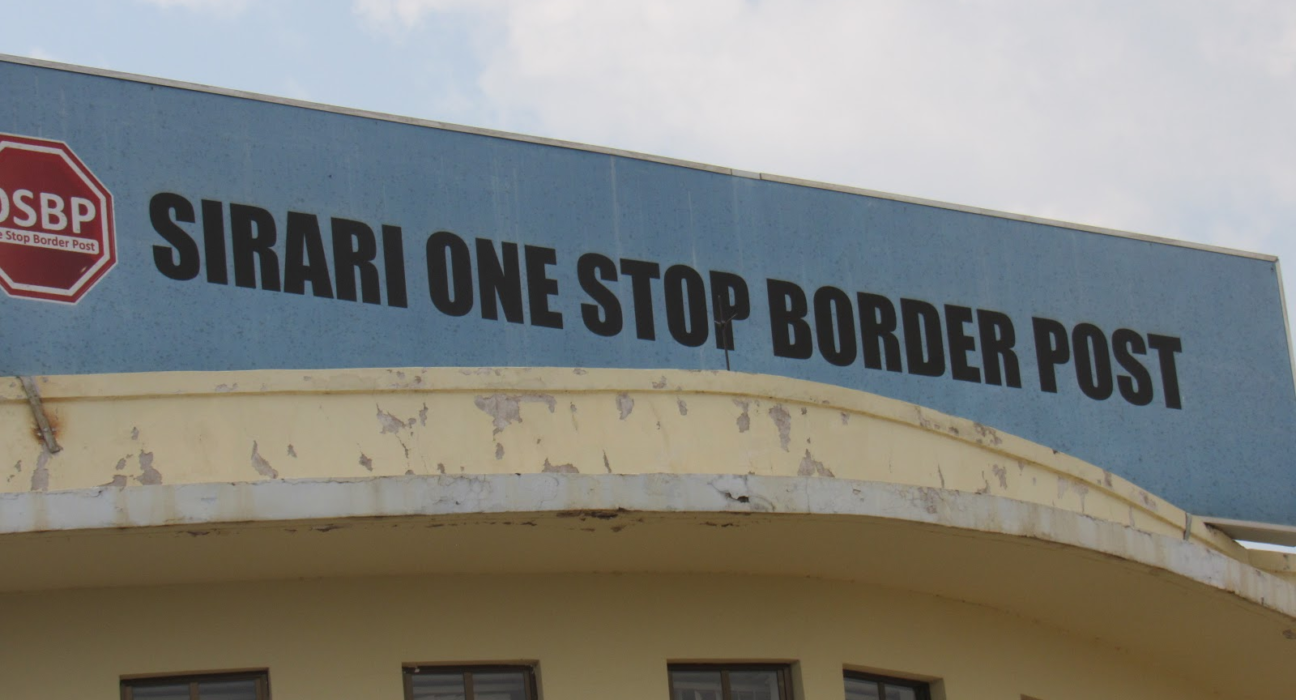 OSBP
e Stop Border Post
SIRARI ONE STOP BORDER POST